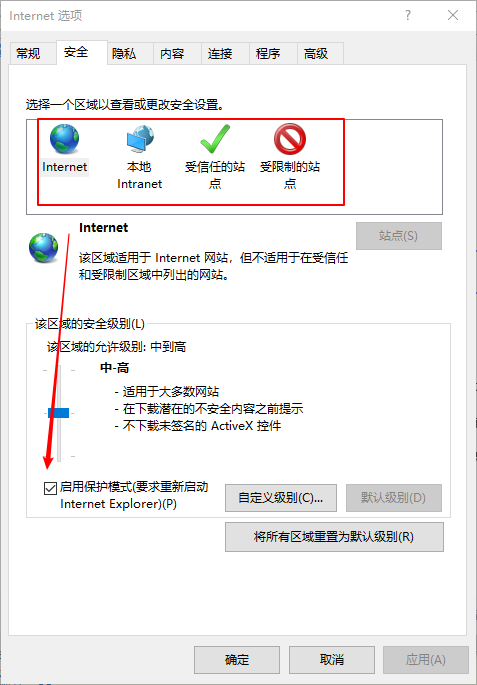 Internet 选项
常规
安全
隐私
内容
连接
程序
高级
选择一个区域以查看或更改安全设置。
Internet
本地
Intranet
受信任的站
点
受限制的站
点
Internet
站点(S)
该区域适用于 Internet 网站，但不适用于在受信任
和受限制区域中列出的网站。
该区域的安全级别(L)
该区域的允许级别: 中到高
中-高
- 适用于大多数网站
- 在下载潜在的不安全内容之前提示
- 不下载未签名的 ActiveX 控件
启用保护模式(要求重新启动
Internet Explorer)(P)
自定义级别(C)...
默认级别(D)
将所有区域重置为默认级别(R)
确定
取消
应用(A)